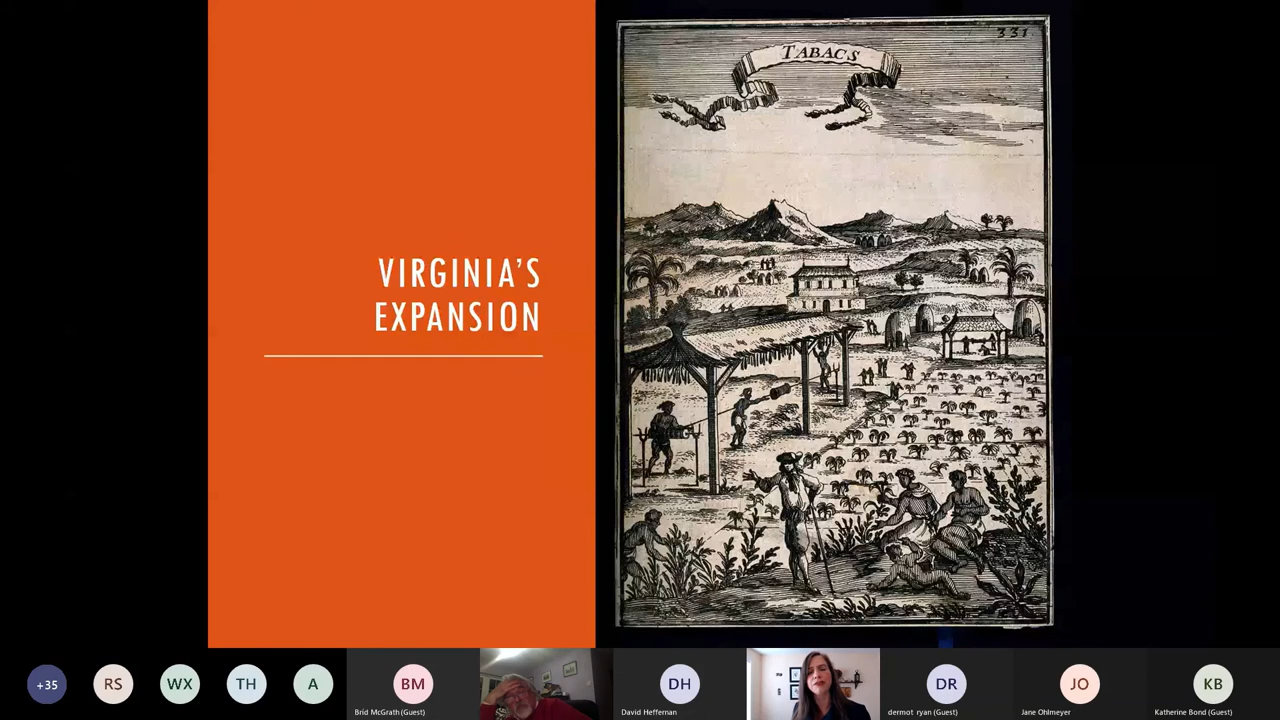 331
TABACS
VIRGINIA'S
EXPANSION
+35
RS
WX
TH
A
BM
Brid McGrath (Guest)
DH
David Heffernan
DR
dermot ryan (Guest)
JO
Jane Ohlmeyer
KB
Katherine Bond (Guest)